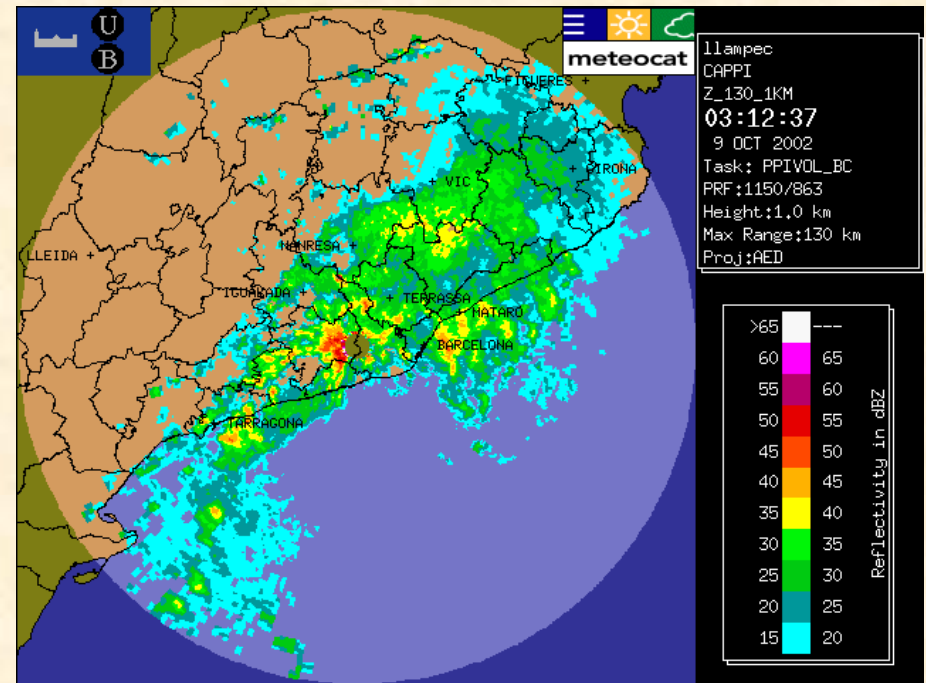 U
B
meteocat
llampec
CAPPI
Z_130_1KM
03:12:37
9 OCT 2002
Task: PPIVOL_BC
PRF:1150/863
Height:1.0 km
Max Range:130 km
Proj:AED
FIGUERES +
+ GIRONA
+ VIC
MANRESA +
LLEIDA +
IGUALADA +
+ TERRASSA
+ MATARO
+ BARCELONA
+ TARRAGONA
>65 ---
60 65
55 60
50 55
45 50
40 45
35 40
30 35
25 30
20 25
15 20
Reflectivity in dBZ